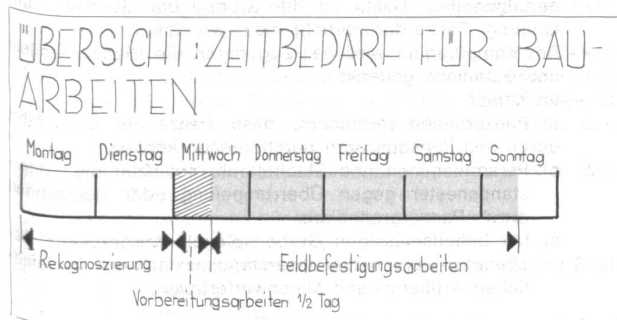 ÜBERSICHT: ZEITBEDARF FÜR BAU-
ARBEITEN
Montag Dienstag Mittwoch Donnerstag Freitag Samstag Sonntag
Rekognoszierung Feldbefestigungsarbeiten
Vorbereitungsarbeiten 1/2 Tag